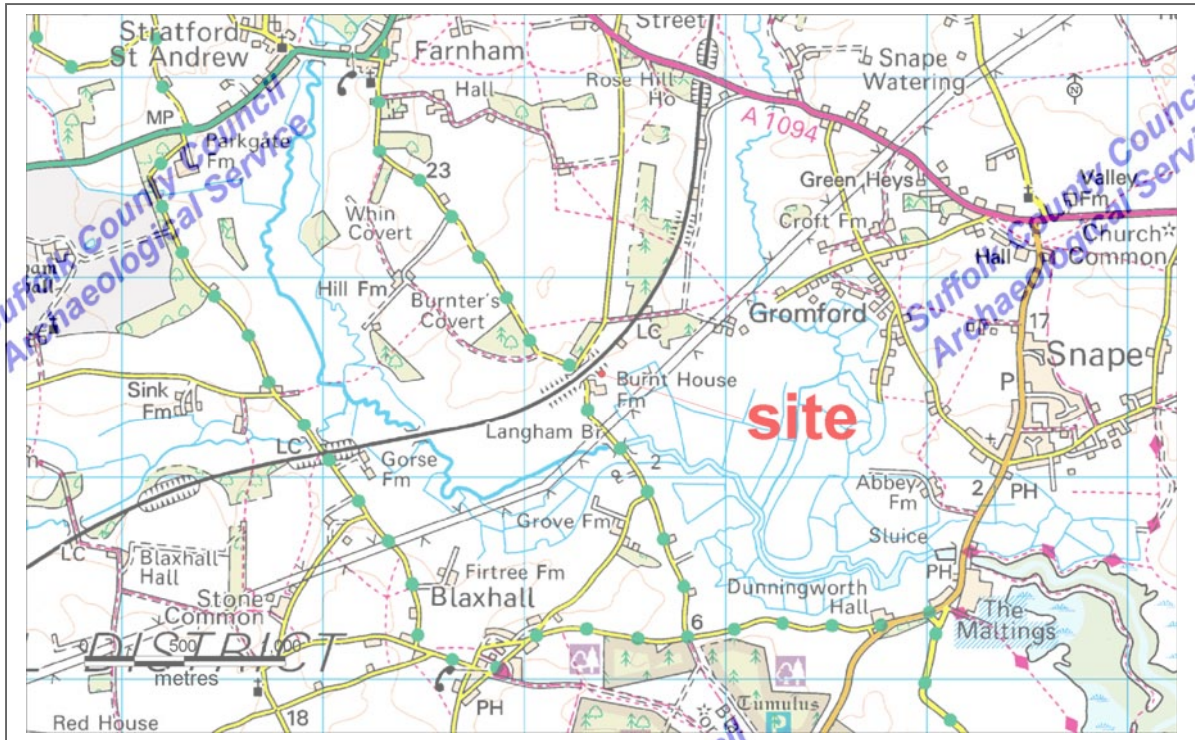 Stratford
St Andrew
Farnham
Street
Snape
Watering
Rose Hill
Ho
Hall
A 1094
MP
Parkgate
Fm
23
Green Heys
Valley
Fm
Whin
Covert
Croft Fm
Church
Common
Hall
Hill Fm
Burnter's
Covert
LC
Gromford
17
Snape
Sink
Fm
Burnt House
Fm
site
P
Langham Br
LC
Gorse
Fm
2
2
Abbey
Fm
PH
Grove Fm
Sluice
LC
Blaxhall
Hall
Firtree Fm
PH
Stone
Common
Blaxhall
Dunningworth
Hall
The
Maltings
6
L DISTRICT
0 500 1,000
metres
PH
Tumulus
P
Red House
18
Suffolk County Council
Archaeological Service
Suffolk County Council
Archaeological Service